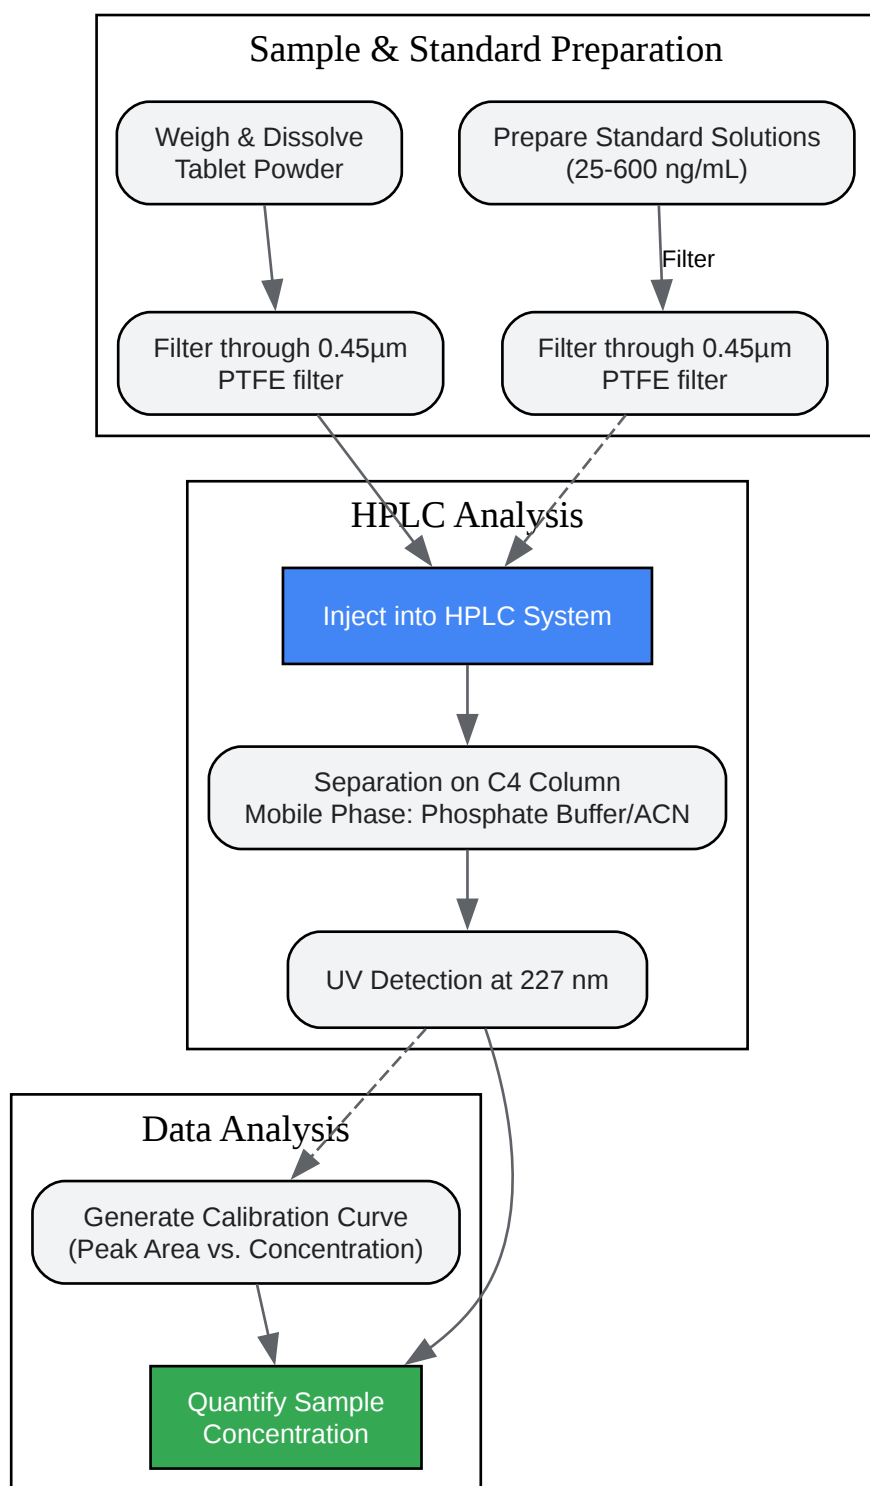 Sample & Standard Preparation
Weigh & Dissolve
Tablet Powder
Prepare Standard Solutions
(25-600 ng/mL)
Filter
Filter through 0.45µm
PTFE filter
Filter through 0.45µm
PTFE filter
HPLC Analysis
Inject into HPLC System
Separation on C4 Column
Mobile Phase: Phosphate Buffer/ACN
UV Detection at 227 nm
Data Analysis
Generate Calibration Curve
(Peak Area vs. Concentration)
Quantify Sample
Concentration